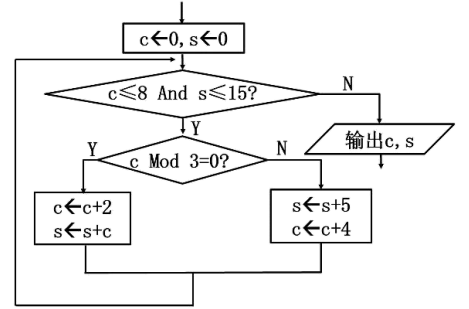 c←0,s←0
c≤8 And s≤15?
N
Y
输出c,s
Y
c Mod 3=0?
N
c←c+2
s←s+c
s←s+5
c←c+4